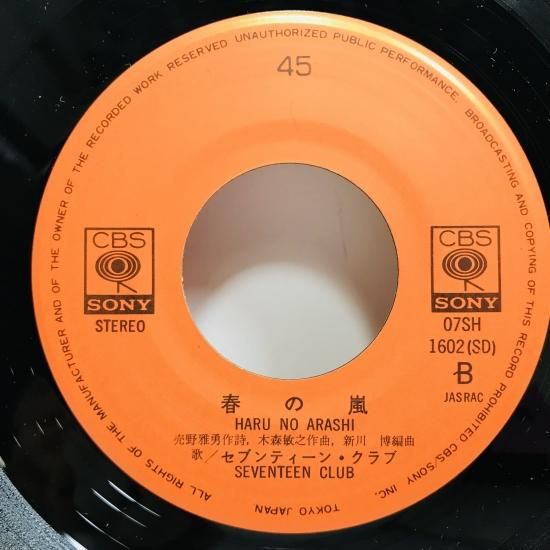 ALL RIGHTS OF THE MANUFACTURER AND OF THE OWNER OF THE RECORDED WORK RESERVED UNAUTHORIZED PUBLIC PERFORMANCE, BROADCASTING AND COPYING OF THIS RECORD PROHIBITED CBS/SONY INC. TOKYO JAPAN
45
CBS
SONY
STEREO
CBS
SONY
07SH
1602(SD)
B
JASRAC
春の嵐
HARU NO ARASHI
売野雅勇作詩, 木森敏之作曲, 新川 博編曲
歌/セブンティーン・クラブ
SEVENTEEN CLUB